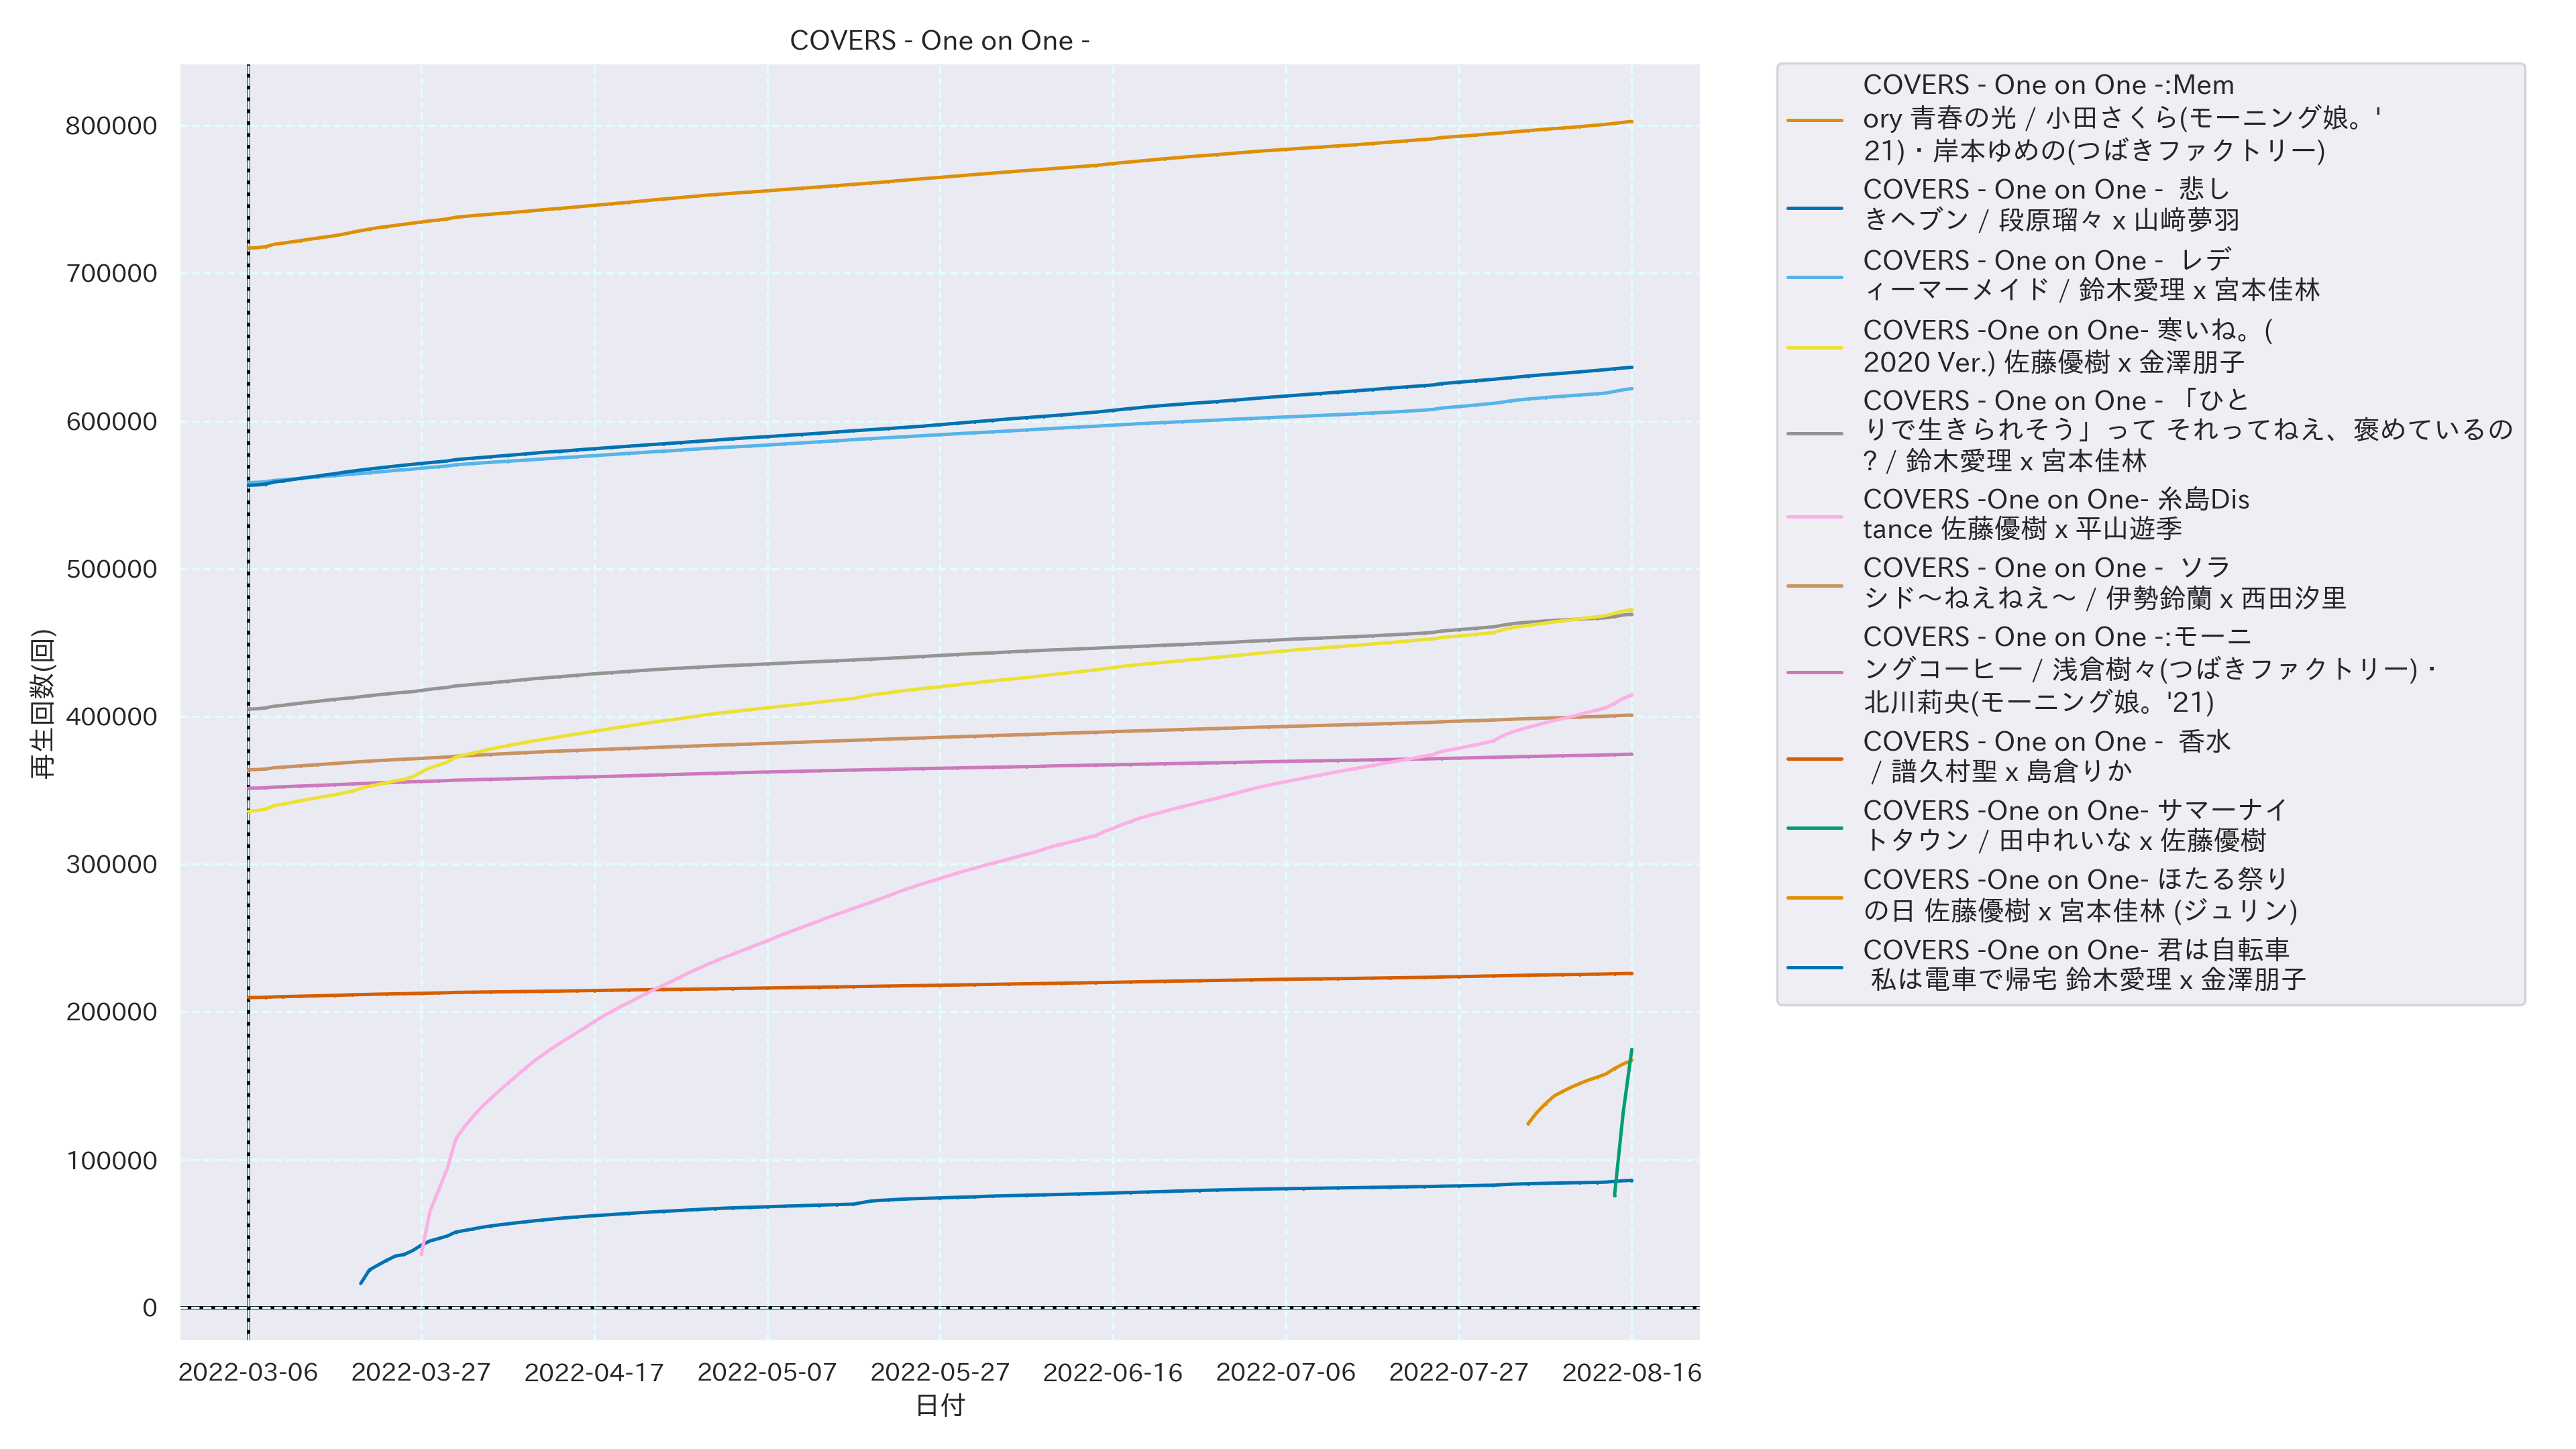 COVERS - One on One -
800000
700000
600000
500000
400000
300000
200000
100000
0
再生回数(回)
2022-03-06 2022-03-27 2022-04-17 2022-05-07 2022-05-27 2022-06-16 2022-07-06 2022-07-27 2022-08-16
日付
COVERS - One on One -:Mem
ory 青春の光 / 小田さくら(モーニング娘。'
21)・岸本ゆめの(つばきファクトリー)
COVERS - One on One -  悲し
きヘブン / 段原瑠々 x 山﨑夢羽
COVERS - One on One -  レデ
ィーマーメイド / 鈴木愛理 x 宮本佳林
COVERS -One on One- 寒いね。(
2020 Ver.) 佐藤優樹 x 金澤朋子
COVERS - One on One - 「ひと
りで生きられそう」って それってねえ、褒めているの
? / 鈴木愛理 x 宮本佳林
COVERS -One on One- 糸島Dis
tance 佐藤優樹 x 平山遊季
COVERS - One on One -  ソラ
シド～ねえねえ～ / 伊勢鈴蘭 x 西田汐里
COVERS - One on One -:モーニ
ングコーヒー / 浅倉樹々(つばきファクトリー)・
北川莉央(モーニング娘。'21)
COVERS - One on One -  香水
/ 譜久村聖 x 島倉りか
COVERS -One on One- サマーナイ
トタウン / 田中れいな x 佐藤優樹
COVERS -One on One- ほたる祭り
の日 佐藤優樹 x 宮本佳林 (ジュリン)
COVERS -One on One- 君は自転車
私は電車で帰宅 鈴木愛理 x 金澤朋子